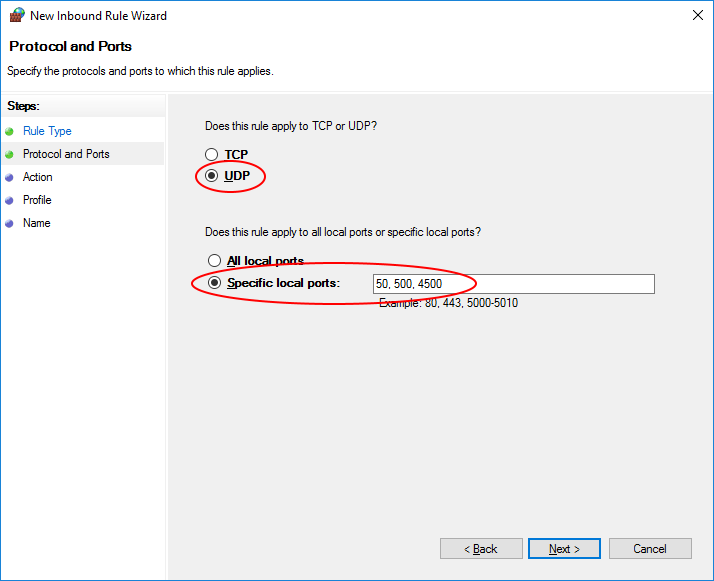 New Inbound Rule Wizard
Protocol and Ports
Specify the protocols and ports to which this rule applies.
Steps:
Rule Type
Protocol and Ports
Action
Profile
Name
Does this rule apply to TCP or UDP?
TCP
UDP
Does this rule apply to all local ports or specific local ports?
All local ports
Specific local ports:
50, 500, 4500
Example: 80, 443, 5000-5010
< Back
Next >
Cancel